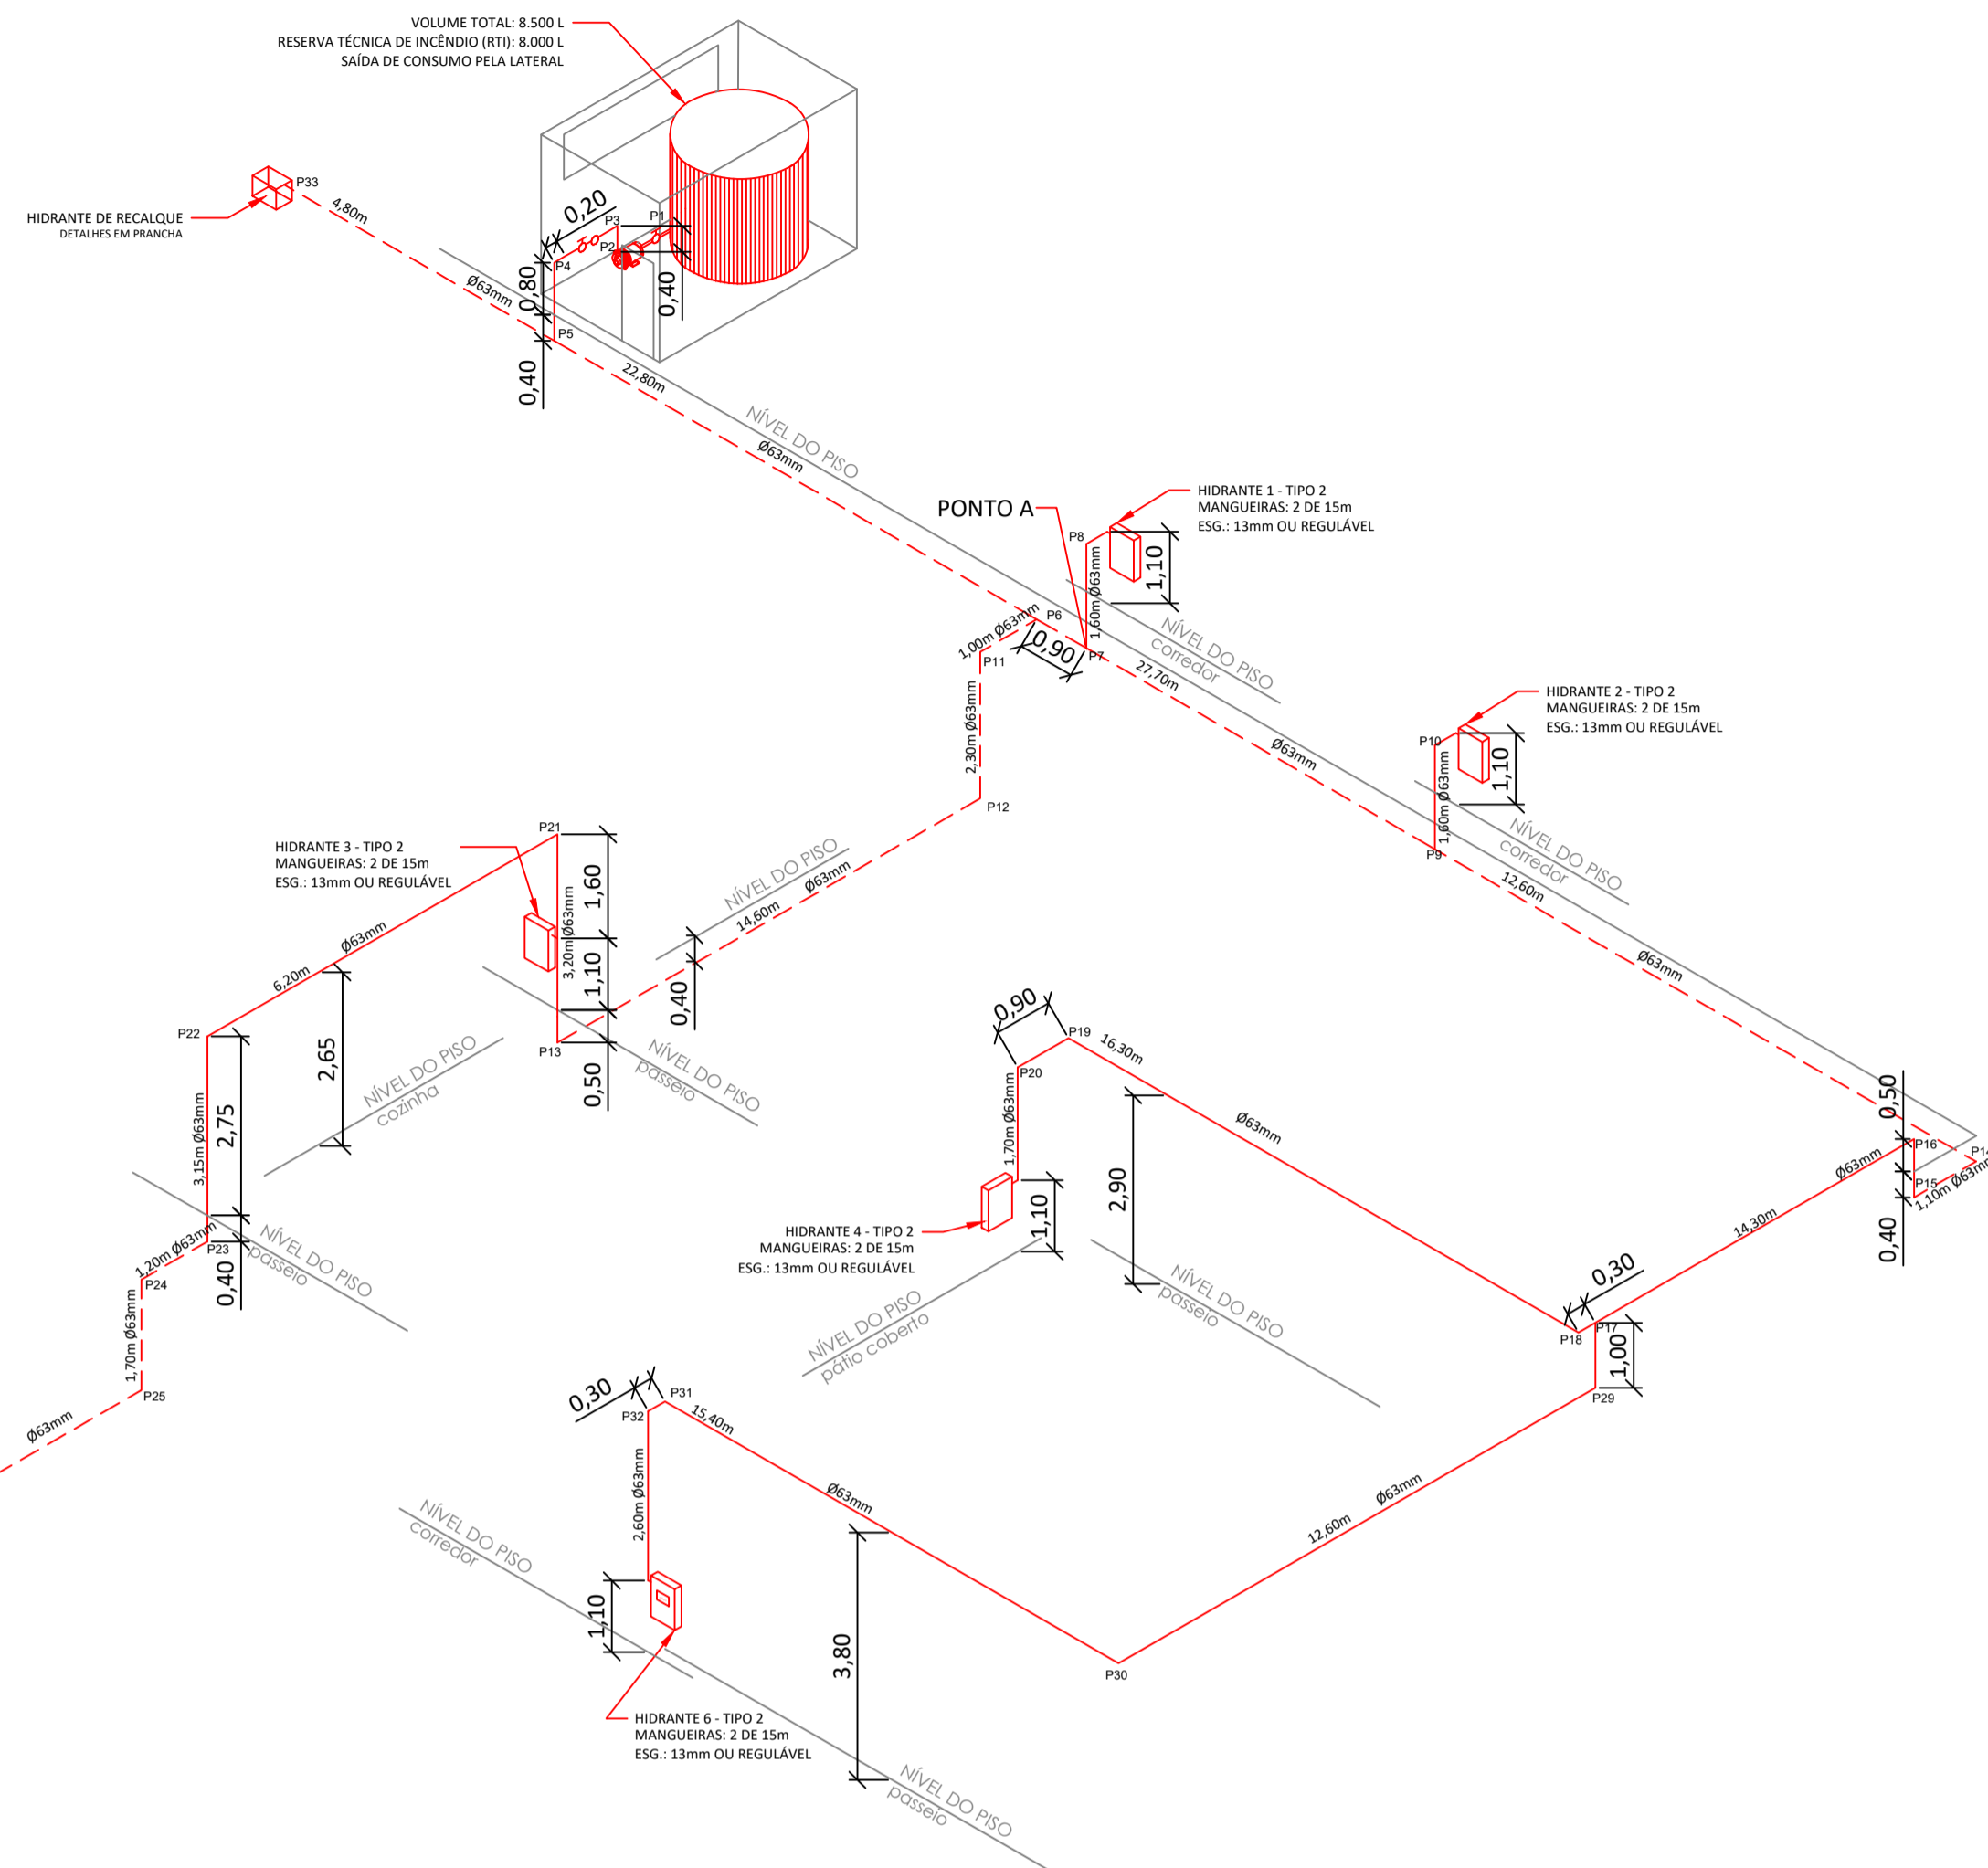 VOLUME TOTAL: 8.500 L
RESERVA TÉCNICA DE INCÊNDIO (RTI): 8.000 L
SAÍDA DE CONSUMO PELA LATERAL
P33
4,80m
HIDRANTE DE RECALQUE
DETALHES EM PRANCHA
0,20
P3
P1
P2
P4
0,80
0,40
Ø63mm
P5
0,40
22,80m
NÍVEL DO PISO
Ø63mm
PONTO A
HIDRANTE 1 - TIPO 2
MANGUEIRAS: 2 DE 15m
ESG.: 13mm OU REGULÁVEL
P8
1,10
1,60m Ø63mm
P6
1,00m Ø63mm
0,90
P7
P11
NÍVEL DO PISO
corredor
27,70m
2,30m Ø63mm
Ø63mm
HIDRANTE 2 - TIPO 2
MANGUEIRAS: 2 DE 15m
ESG.: 13mm OU REGULÁVEL
P10
1,10
1,60m Ø63mm
P12
P9
NÍVEL DO PISO
corredor
12,60m
Ø63mm
P21
HIDRANTE 3 - TIPO 2
MANGUEIRAS: 2 DE 15m
ESG.: 13mm OU REGULÁVEL
1,60
3,20m Ø63mm
1,10
NÍVEL DO PISO
Ø63mm
14,60m
0,40
Ø63mm
6,20m
P22
2,65
NÍVEL DO PISO
cozinha
P13
0,50
NÍVEL DO PISO
passeio
3,15m Ø63mm
2,75
0,90
P19
16,30m
P20
1,70m Ø63mm
Ø63mm
2,90
0,50
P16
P14
P15
1,10m Ø63mm
0,40
Ø63mm
14,30m
1,20m Ø63mm
P23
NÍVEL DO PISO
passeio
0,40
P24
1,70m Ø63mm
P25
Ø63mm
HIDRANTE 4 - TIPO 2
MANGUEIRAS: 2 DE 15m
ESG.: 13mm OU REGULÁVEL
1,10
NÍVEL DO PISO
pátio coberto
NÍVEL DO PISO
passeio
0,30
P18
P17
1,00
P29
0,30
P31
P32
15,40m
2,60m Ø63mm
Ø63mm
Ø63mm
12,60m
NÍVEL DO PISO
corredor
1,10
3,80
P30
HIDRANTE 6 - TIPO 2
MANGUEIRAS: 2 DE 15m
ESG.: 13mm OU REGULÁVEL
NÍVEL DO PISO
passeio